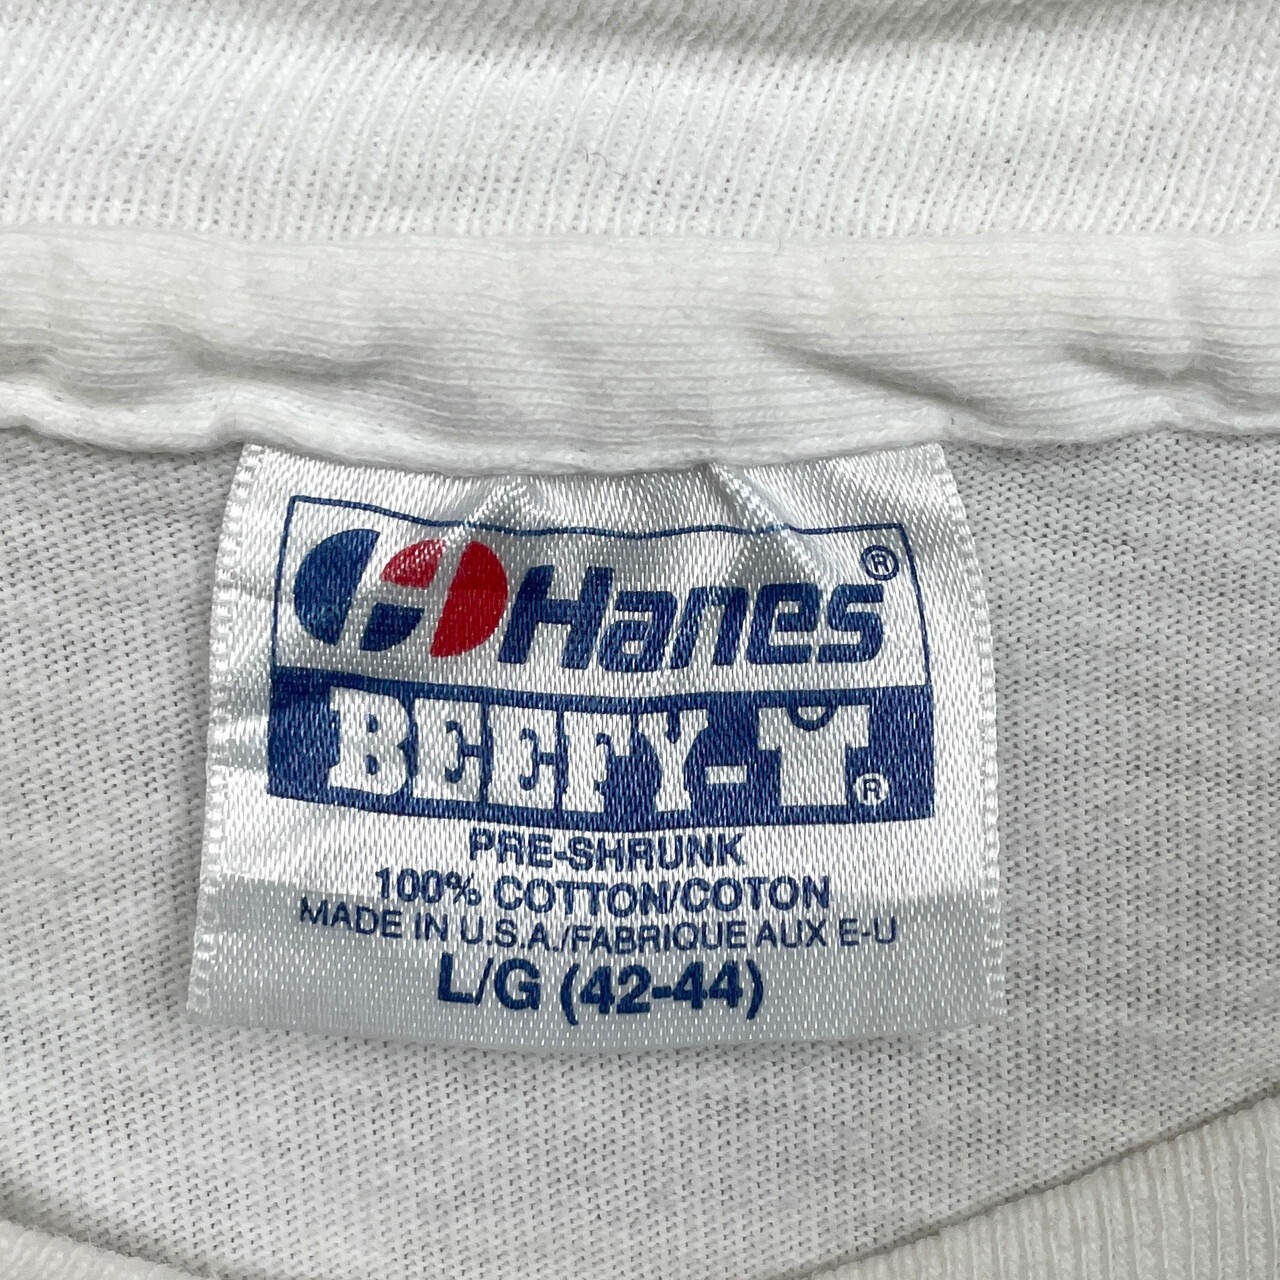 Hanes®
BEEFY-T®
PRE-SHRUNK
100% COTTON/COTON
MADE IN U.S.A./FABRIQUE AUX E-U
L/G (42-44)